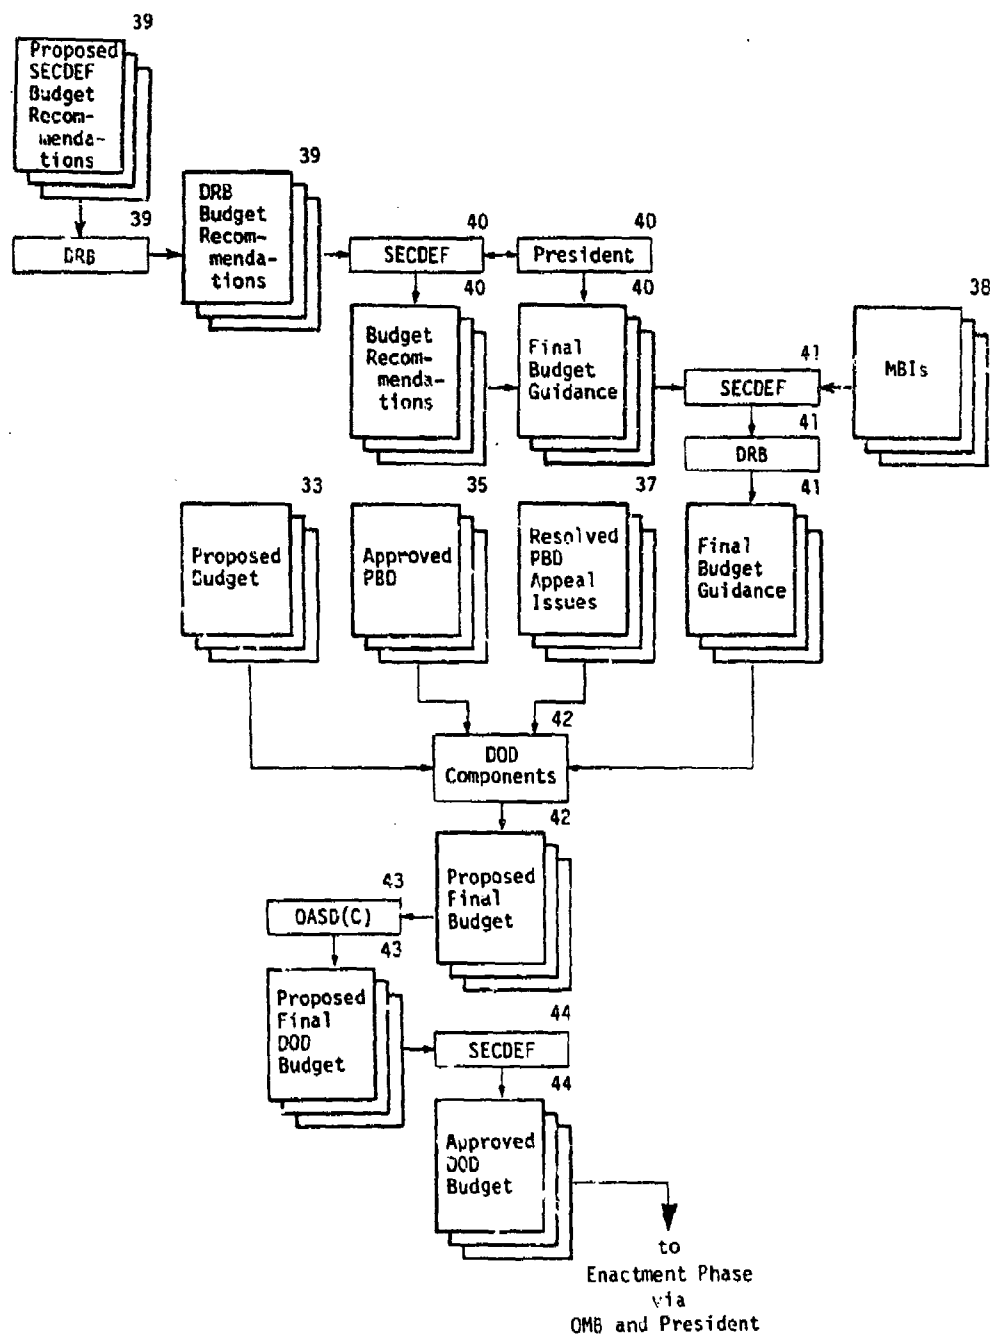 39
Proposed
SECDEF
Budget
Recom-
menda-
tions
39
DRB
39
DRB
Budget
Recom-
menda-
tions
40
SECDEF
40
President
40
Budget
Recom-
menda-
tions
40
Final
Budget
Guidance
38
MBIs
41
SECDEF
41
DRB
41
Final
Budget
Guidance
33
Proposed
Budget
35
Approved
PBD
37
Resolved
PBD
Appeal
Issues
42
DOD
Components
42
Proposed
Final
Budget
43
OASD(C)
43
Proposed
Final
DOD
Budget
44
SECDEF
44
Approved
DOD
Budget
to
Enactment Phase
via
OMB and President